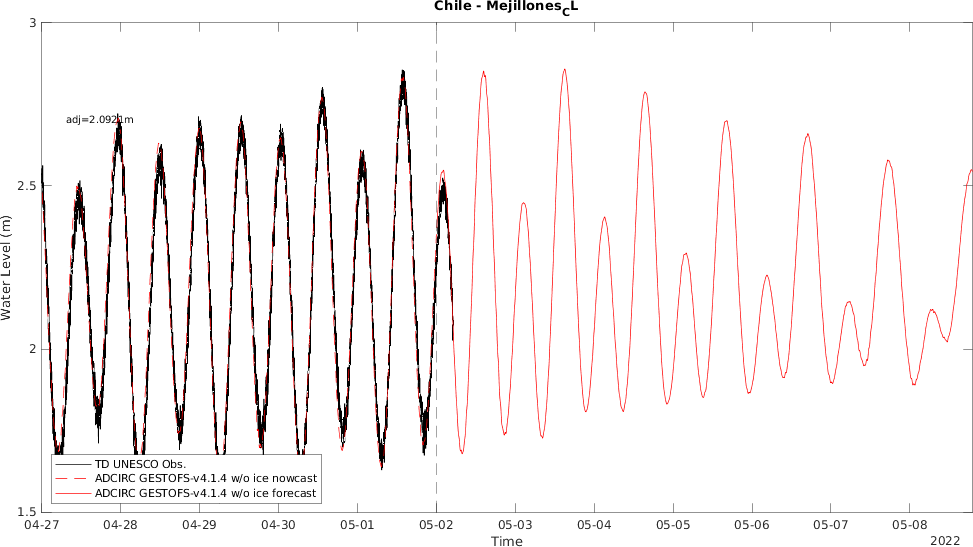 Chile - Mejillones_CL
3
2.5
2
1.5
Water Level (m)
adj=2.0921m
TD UNESCO Obs.
ADCIRC GESTOFS-v4.1.4 w/o ice nowcast
ADCIRC GESTOFS-v4.1.4 w/o ice forecast
04-27 04-28 04-29 04-30 05-01 05-02 05-03 05-04 05-05 05-06 05-07 05-08
Time
2022